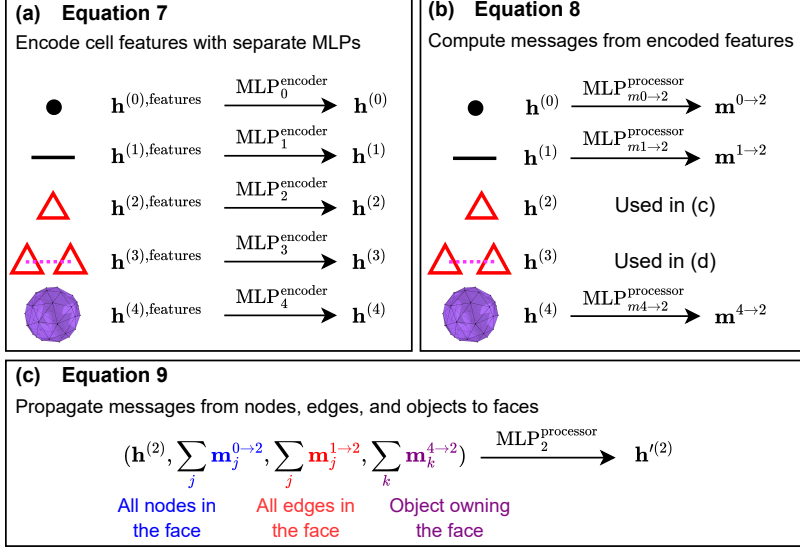 (a) Equation 7
Encode cell features with separate MLPs
h^{(0),features} MLP_0^{encoder} h^{(0)}
h^{(1),features} MLP_1^{encoder} h^{(1)}
h^{(2),features} MLP_2^{encoder} h^{(2)}
h^{(3),features} MLP_3^{encoder} h^{(3)}
h^{(4),features} MLP_4^{encoder} h^{(4)}
(b) Equation 8
Compute messages from encoded features
h^{(0)} MLP_{m0→2}^{processor} m^{0→2}
h^{(1)} MLP_{m1→2}^{processor} m^{1→2}
h^{(2)} Used in (c)
h^{(3)} Used in (d)
h^{(4)} MLP_{m4→2}^{processor} m^{4→2}
(c) Equation 9
Propagate messages from nodes, edges, and objects to faces
(h^{(2)}, ∑_j m_j^{0→2}, ∑_j m_j^{1→2}, ∑_k m_k^{4→2}) MLP_2^{processor} h'^{(2)}
All nodes in the face
All edges in the face
Object owning the face